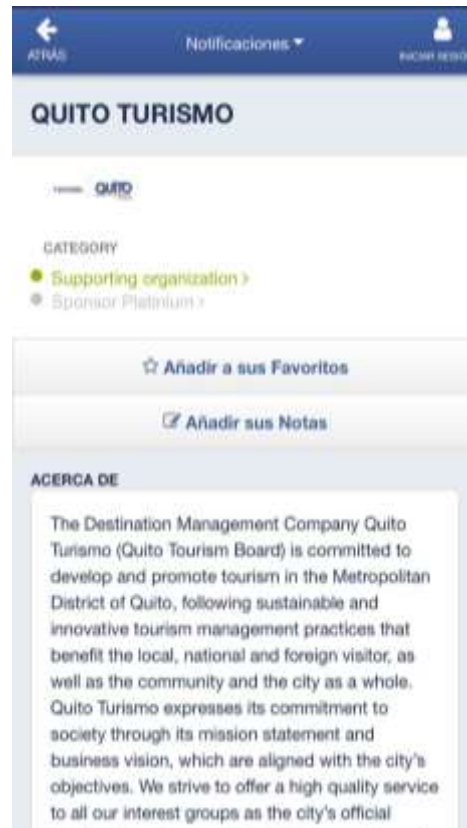 ATRÁS
Notificaciones
INICIAR SESIÓ
QUITO TURISMO
QUITO
CATEGORY
Supporting organization >
Sponsor Platinium >
Añadir a sus Favoritos
Añadir sus Notas
ACERCA DE
The Destination Management Company Quito
Turismo (Quito Tourism Board) is committed to
develop and promote tourism in the Metropolitan
District of Quito, following sustainable and
innovative tourism management practices that
benefit the local, national and foreign visitor, as
well as the community and the city as a whole.
Quito Turismo expresses its commitment to
society through its mission statement and
business vision, which are aligned with the city's
objectives. We strive to offer a high quality service
to all our interest groups as the city's official